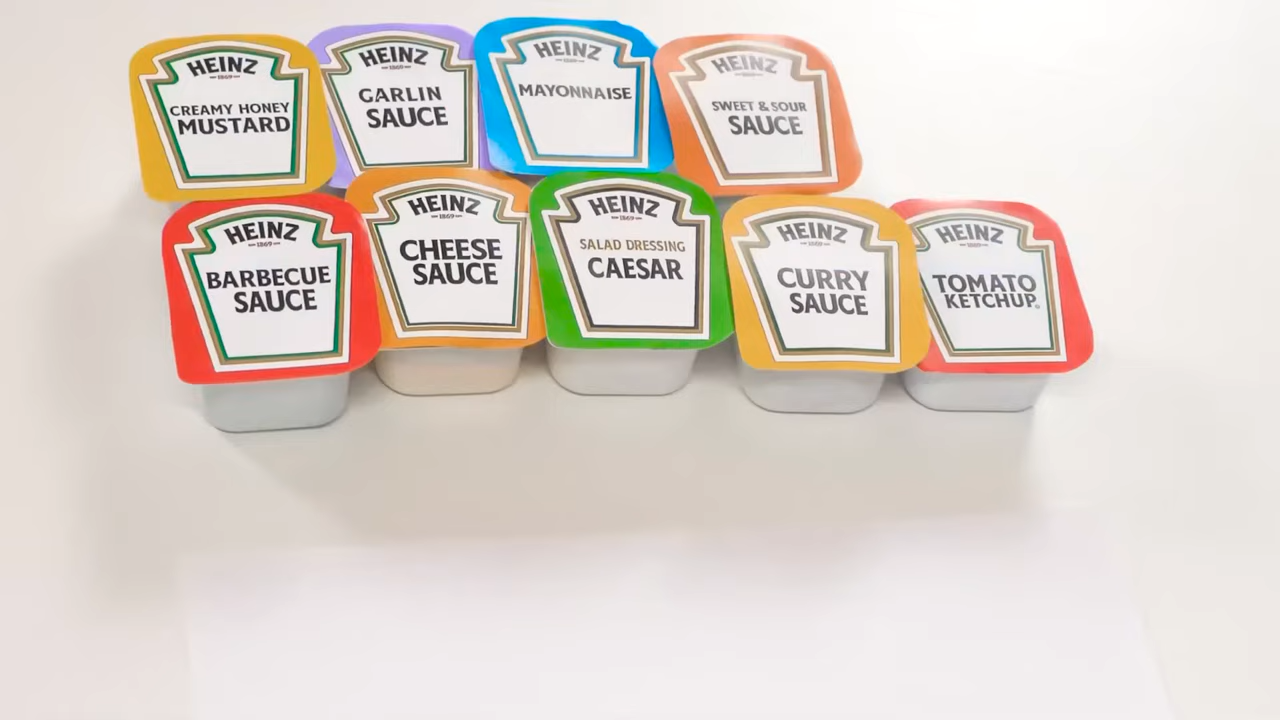 HEINZ
1869
CREAMY HONEY
MUSTARD
HEINZ
1869
GARLIN
SAUCE
HEINZ
1869
MAYONNAISE
HEINZ
1869
SWEET & SOUR
SAUCE
HEINZ
1869
BARBECUE
SAUCE
HEINZ
1869
CHEESE
SAUCE
HEINZ
1869
SALAD DRESSING
CAESAR
HEINZ
1869
CURRY
SAUCE
HEINZ
1869
TOMATO
KETCHUP®